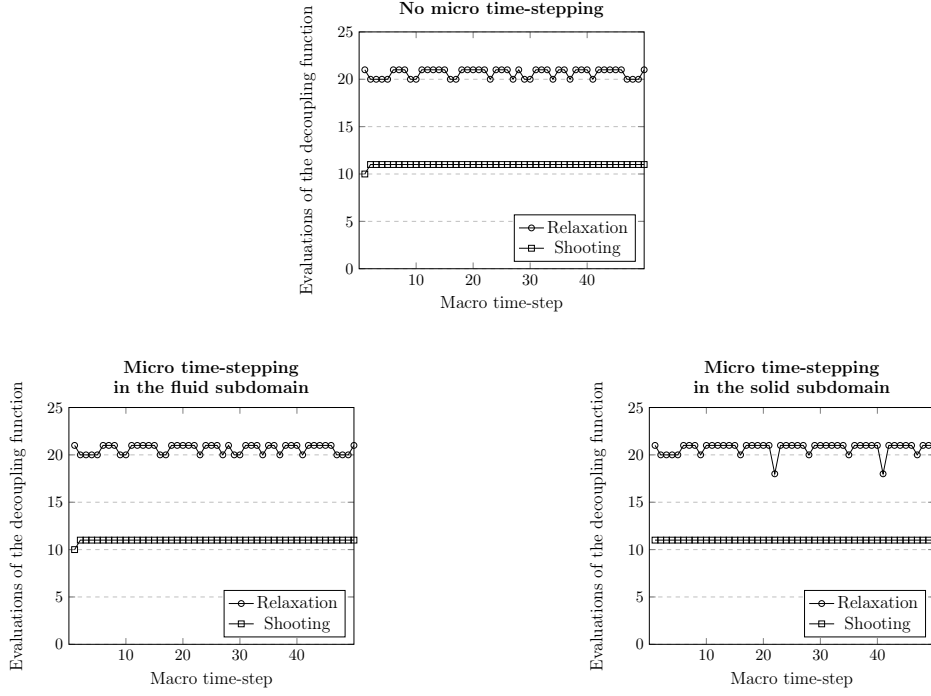 No micro time-stepping
Evaluations of the decoupling function
25
20
15
10
5
0
10 20 30 40
Macro time-step
Relaxation
Shooting
Micro time-stepping
in the fluid subdomain
Evaluations of the decoupling function
25
20
15
10
5
0
10 20 30 40
Macro time-step
Relaxation
Shooting
Micro time-stepping
in the solid subdomain
Evaluations of the decoupling function
25
20
15
10
5
0
10 20 30 40
Macro time-step
Relaxation
Shooting